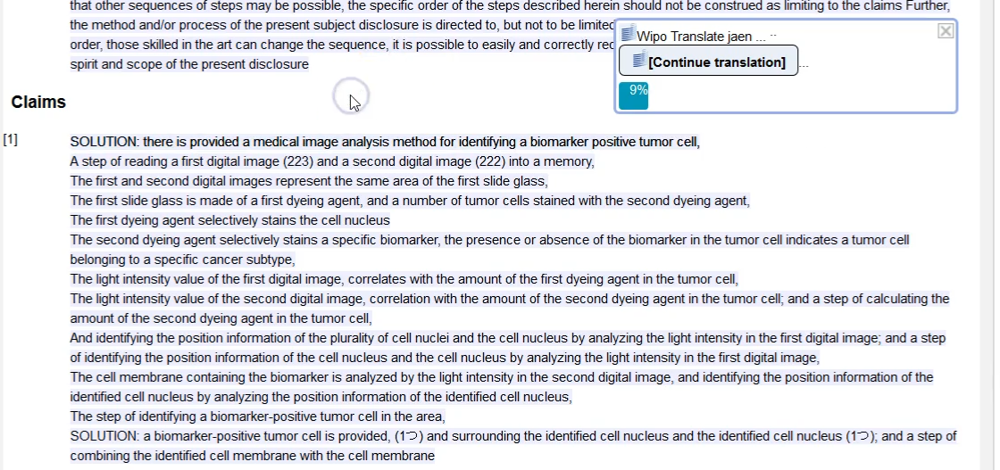 that other sequences of steps may be possible, the specific order of the steps described herein should not be construed as limiting to the claims Further,
the method and/or process of the present subject disclosure is directed to, but not to be limited
order, those skilled in the art can change the sequence, it is possible to easily and correctly rec
spirit and scope of the present disclosure
Wipo Translate jaen ... ··
[Continue translation] ...
9%
Claims
[1]
SOLUTION: there is provided a medical image analysis method for identifying a biomarker positive tumor cell,
A step of reading a first digital image (223) and a second digital image (222) into a memory,
The first and second digital images represent the same area of the first slide glass,
The first slide glass is made of a first dyeing agent, and a number of tumor cells stained with the second dyeing agent,
The first dyeing agent selectively stains the cell nucleus
The second dyeing agent selectively stains a specific biomarker, the presence or absence of the biomarker in the tumor cell indicates a tumor cell
belonging to a specific cancer subtype,
The light intensity value of the first digital image, correlates with the amount of the first dyeing agent in the tumor cell,
The light intensity value of the second digital image, correlation with the amount of the second dyeing agent in the tumor cell; and a step of calculating the
amount of the second dyeing agent in the tumor cell,
And identifying the position information of the plurality of cell nuclei and the cell nucleus by analyzing the light intensity in the first digital image; and a step
of identifying the position information of the cell nucleus and the cell nucleus by analyzing the light intensity in the first digital image,
The cell membrane containing the biomarker is analyzed by the light intensity in the second digital image, and identifying the position information of the
identified cell nucleus by analyzing the position information of the identified cell nucleus,
The step of identifying a biomarker-positive tumor cell in the area,
SOLUTION: a biomarker-positive tumor cell is provided, (1つ) and surrounding the identified cell nucleus and the identified cell nucleus (1つ); and a step of
combining the identified cell membrane with the cell membrane